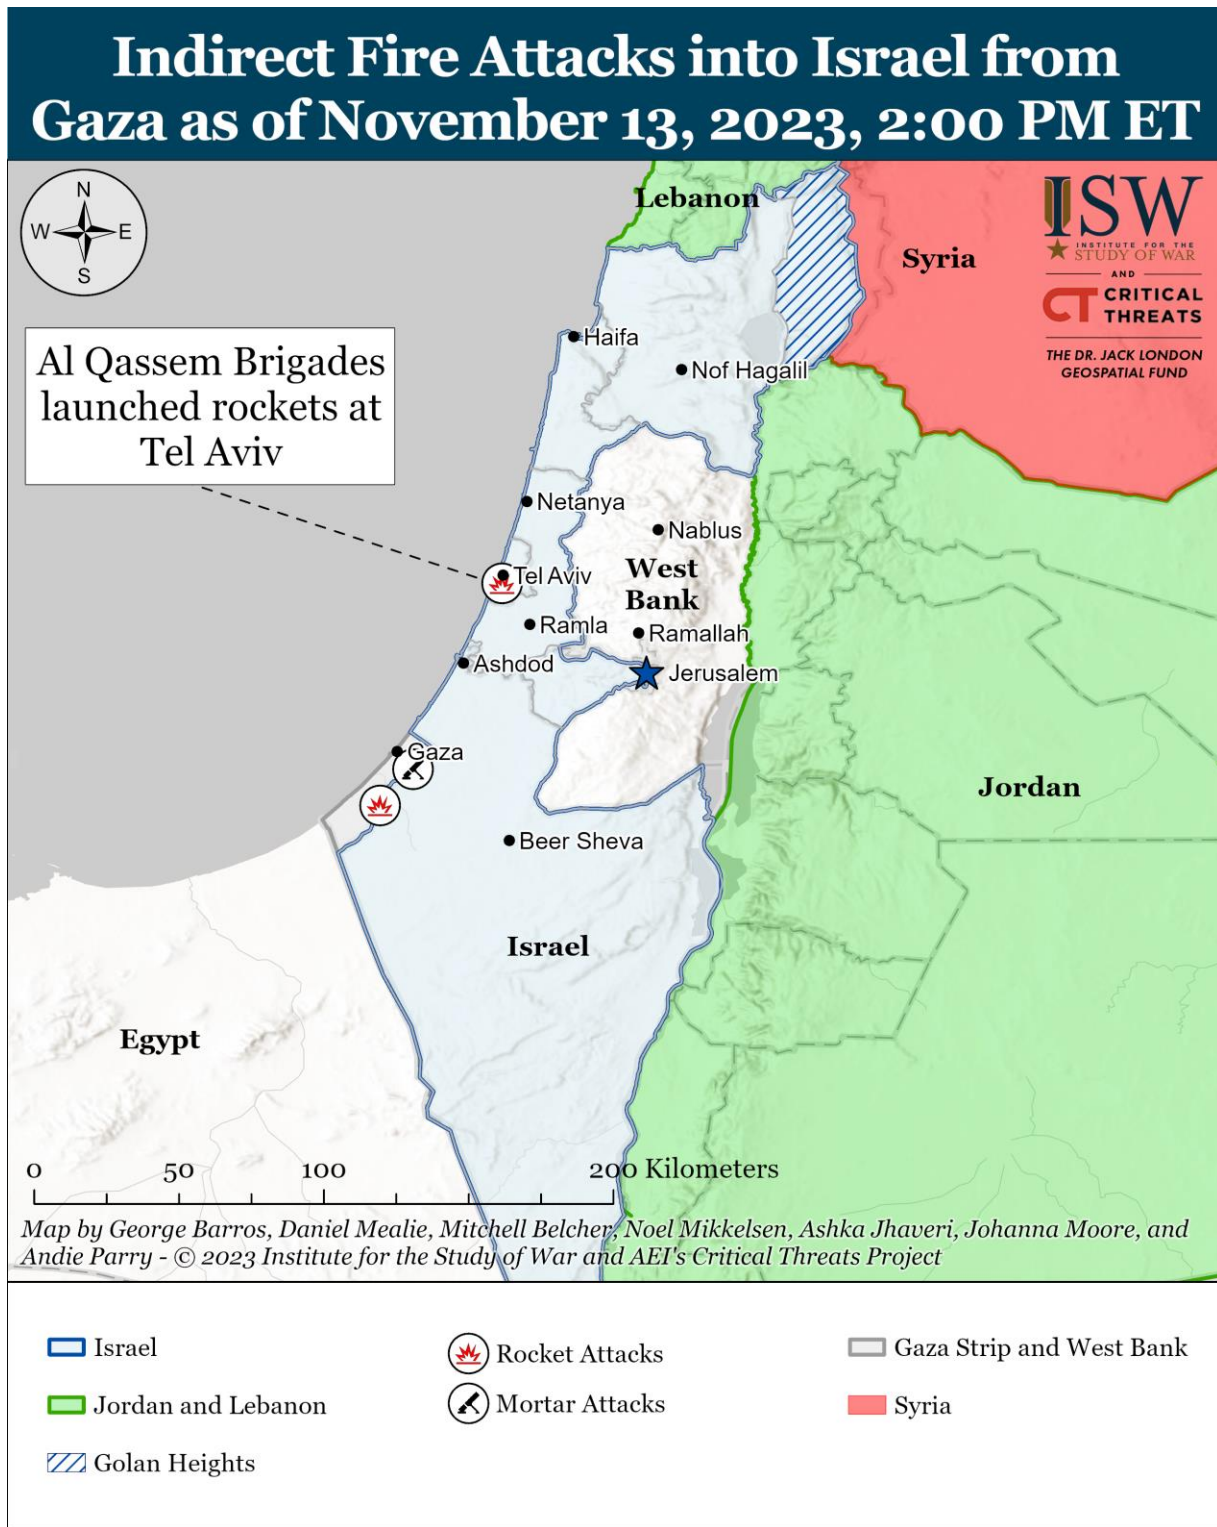 Indirect Fire Attacks into Israel from
Gaza as of November 13, 2023, 2:00 PM ET
N
W
E
S
Lebanon
Syria
ISW
INSTITUTE FOR THE
STUDY OF WAR
AND
CT CRITICAL
THREATS
THE DR. JACK LONDON
GEOSPATIAL FUND
Al Qassem Brigades
launched rockets at
Tel Aviv
Haifa
Nof Hagalil
Netanya
Nablus
West
Bank
Tel Aviv
Ramla
Ramallah
Ashdod
Jerusalem
Gaza
Jordan
Beer Sheva
Israel
Egypt
0 50 100 200 Kilometers
Map by George Barros, Daniel Mealie, Mitchell Belcher, Noel Mikkelsen, Ashka Jhaveri, Johanna Moore, and
Andie Parry - © 2023 Institute for the Study of War and AEI's Critical Threats Project
Israel
Jordan and Lebanon
Golan Heights
Rocket Attacks
Mortar Attacks
Gaza Strip and West Bank
Syria